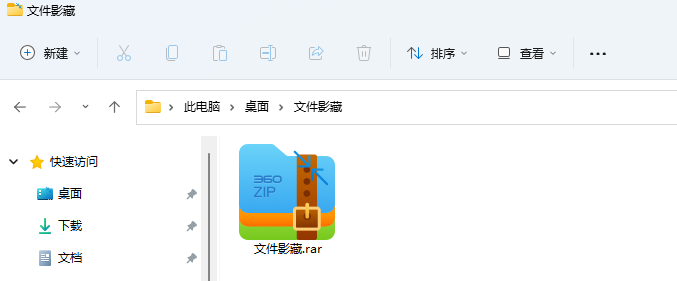 文件影藏
新建 排序 查看
此电脑 桌面 文件影藏
快速访问
桌面
下载
文档
360
ZIP
文件影藏.rar